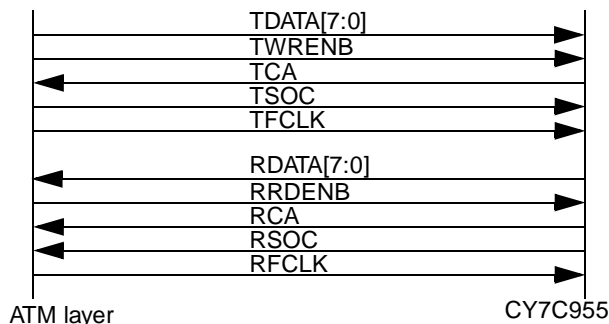 TDATA[7:0]
TWRENB
TCA
TSOC
TFCLK
RDATA[7:0]
RRDENB
RCA
RSOC
RFCLK
ATM layer
CY7C955